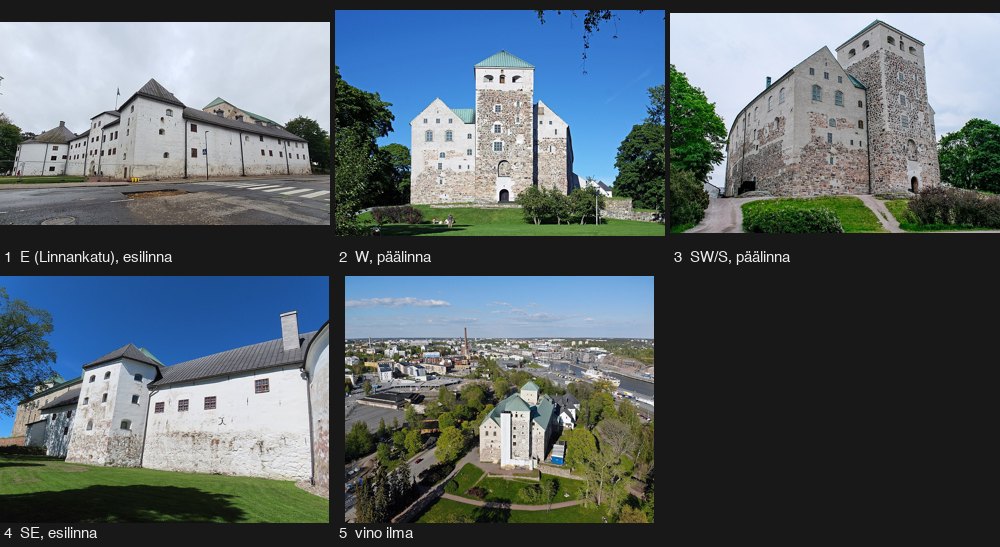 1 E (Linnankatu), esilinna
2 W, päälinna
3 SW/S, päälinna
4 SE, esilinna
5 vino ilma